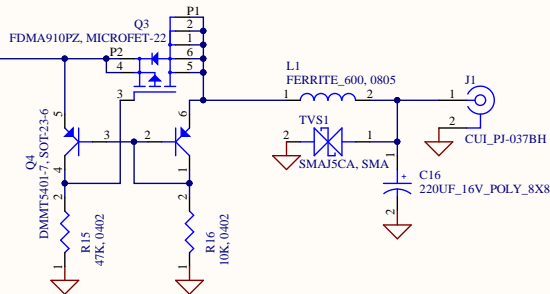 Q3
FDMA910PZ, MICROFET-22
P1
2
1
6
5
P2
4
3
L1
FERRITE_600, 0805
1
2
J1
1
2
CUI_PJ-037BH
TVS1
2
1
SMAJ5CA, SMA
1
+
C16
220UF_16V_POLY_8X8
2
5
3
2
6
4
1
Q4
DMMT5401-7, SOT-23-6
2
R15
47K, 0402
1
2
R16
10K, 0402
1